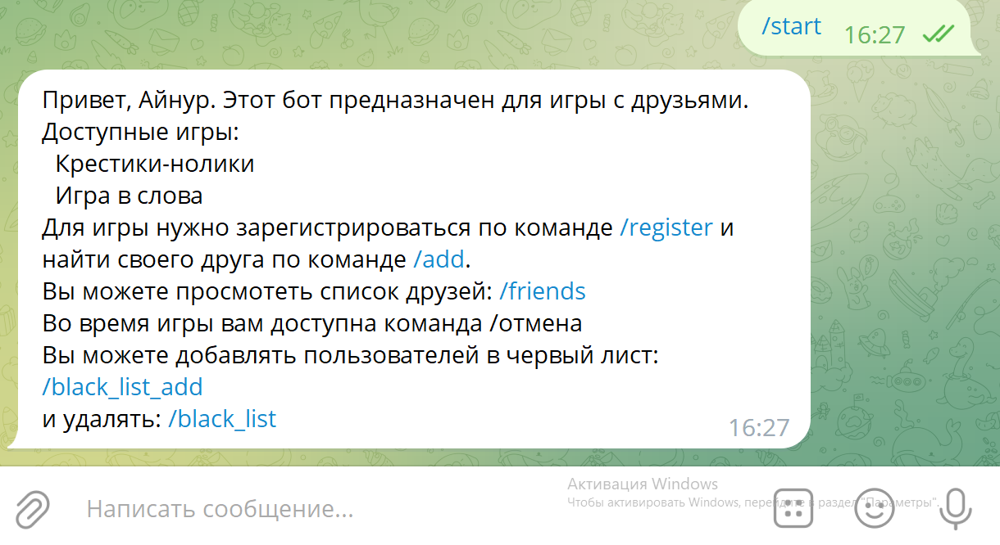 /start 16:27
Привет, Айнур. Этот бот предназначен для игры с друзьями.
Доступные игры:
Крестики-нолики
Игра в слова
Для игры нужно зарегистрироваться по команде /register и
найти своего друга по команде /add.
Вы можете просмотеть список друзей: /friends
Во время игры вам доступна команда /отмена
Вы можете добавлять пользователей в червый лист:
/black_list_add
и удалять: /black_list
16:27
Активация Windows
Чтобы активировать Windows, перейдите в раздел "Параметры".
Написать сообщение...